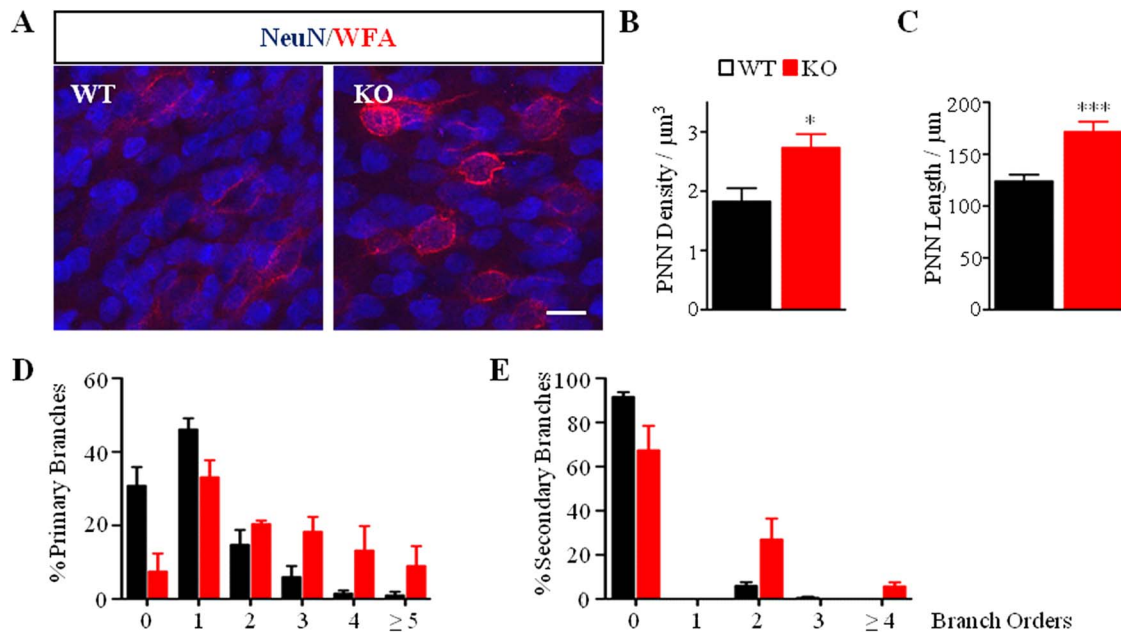 A
NeuN/WFA
WT
KO
B
WT KO
PNN Density / µm³
3
2
1
0
*
C
PNN Length / µm
200
150
100
50
0
***
D
% Primary Branches
60
40
20
0
0 1 2 3 4 ≥ 5
E
% Secondary Branches
100
80
60
40
20
0
0 1 2 3 ≥ 4 Branch Orders